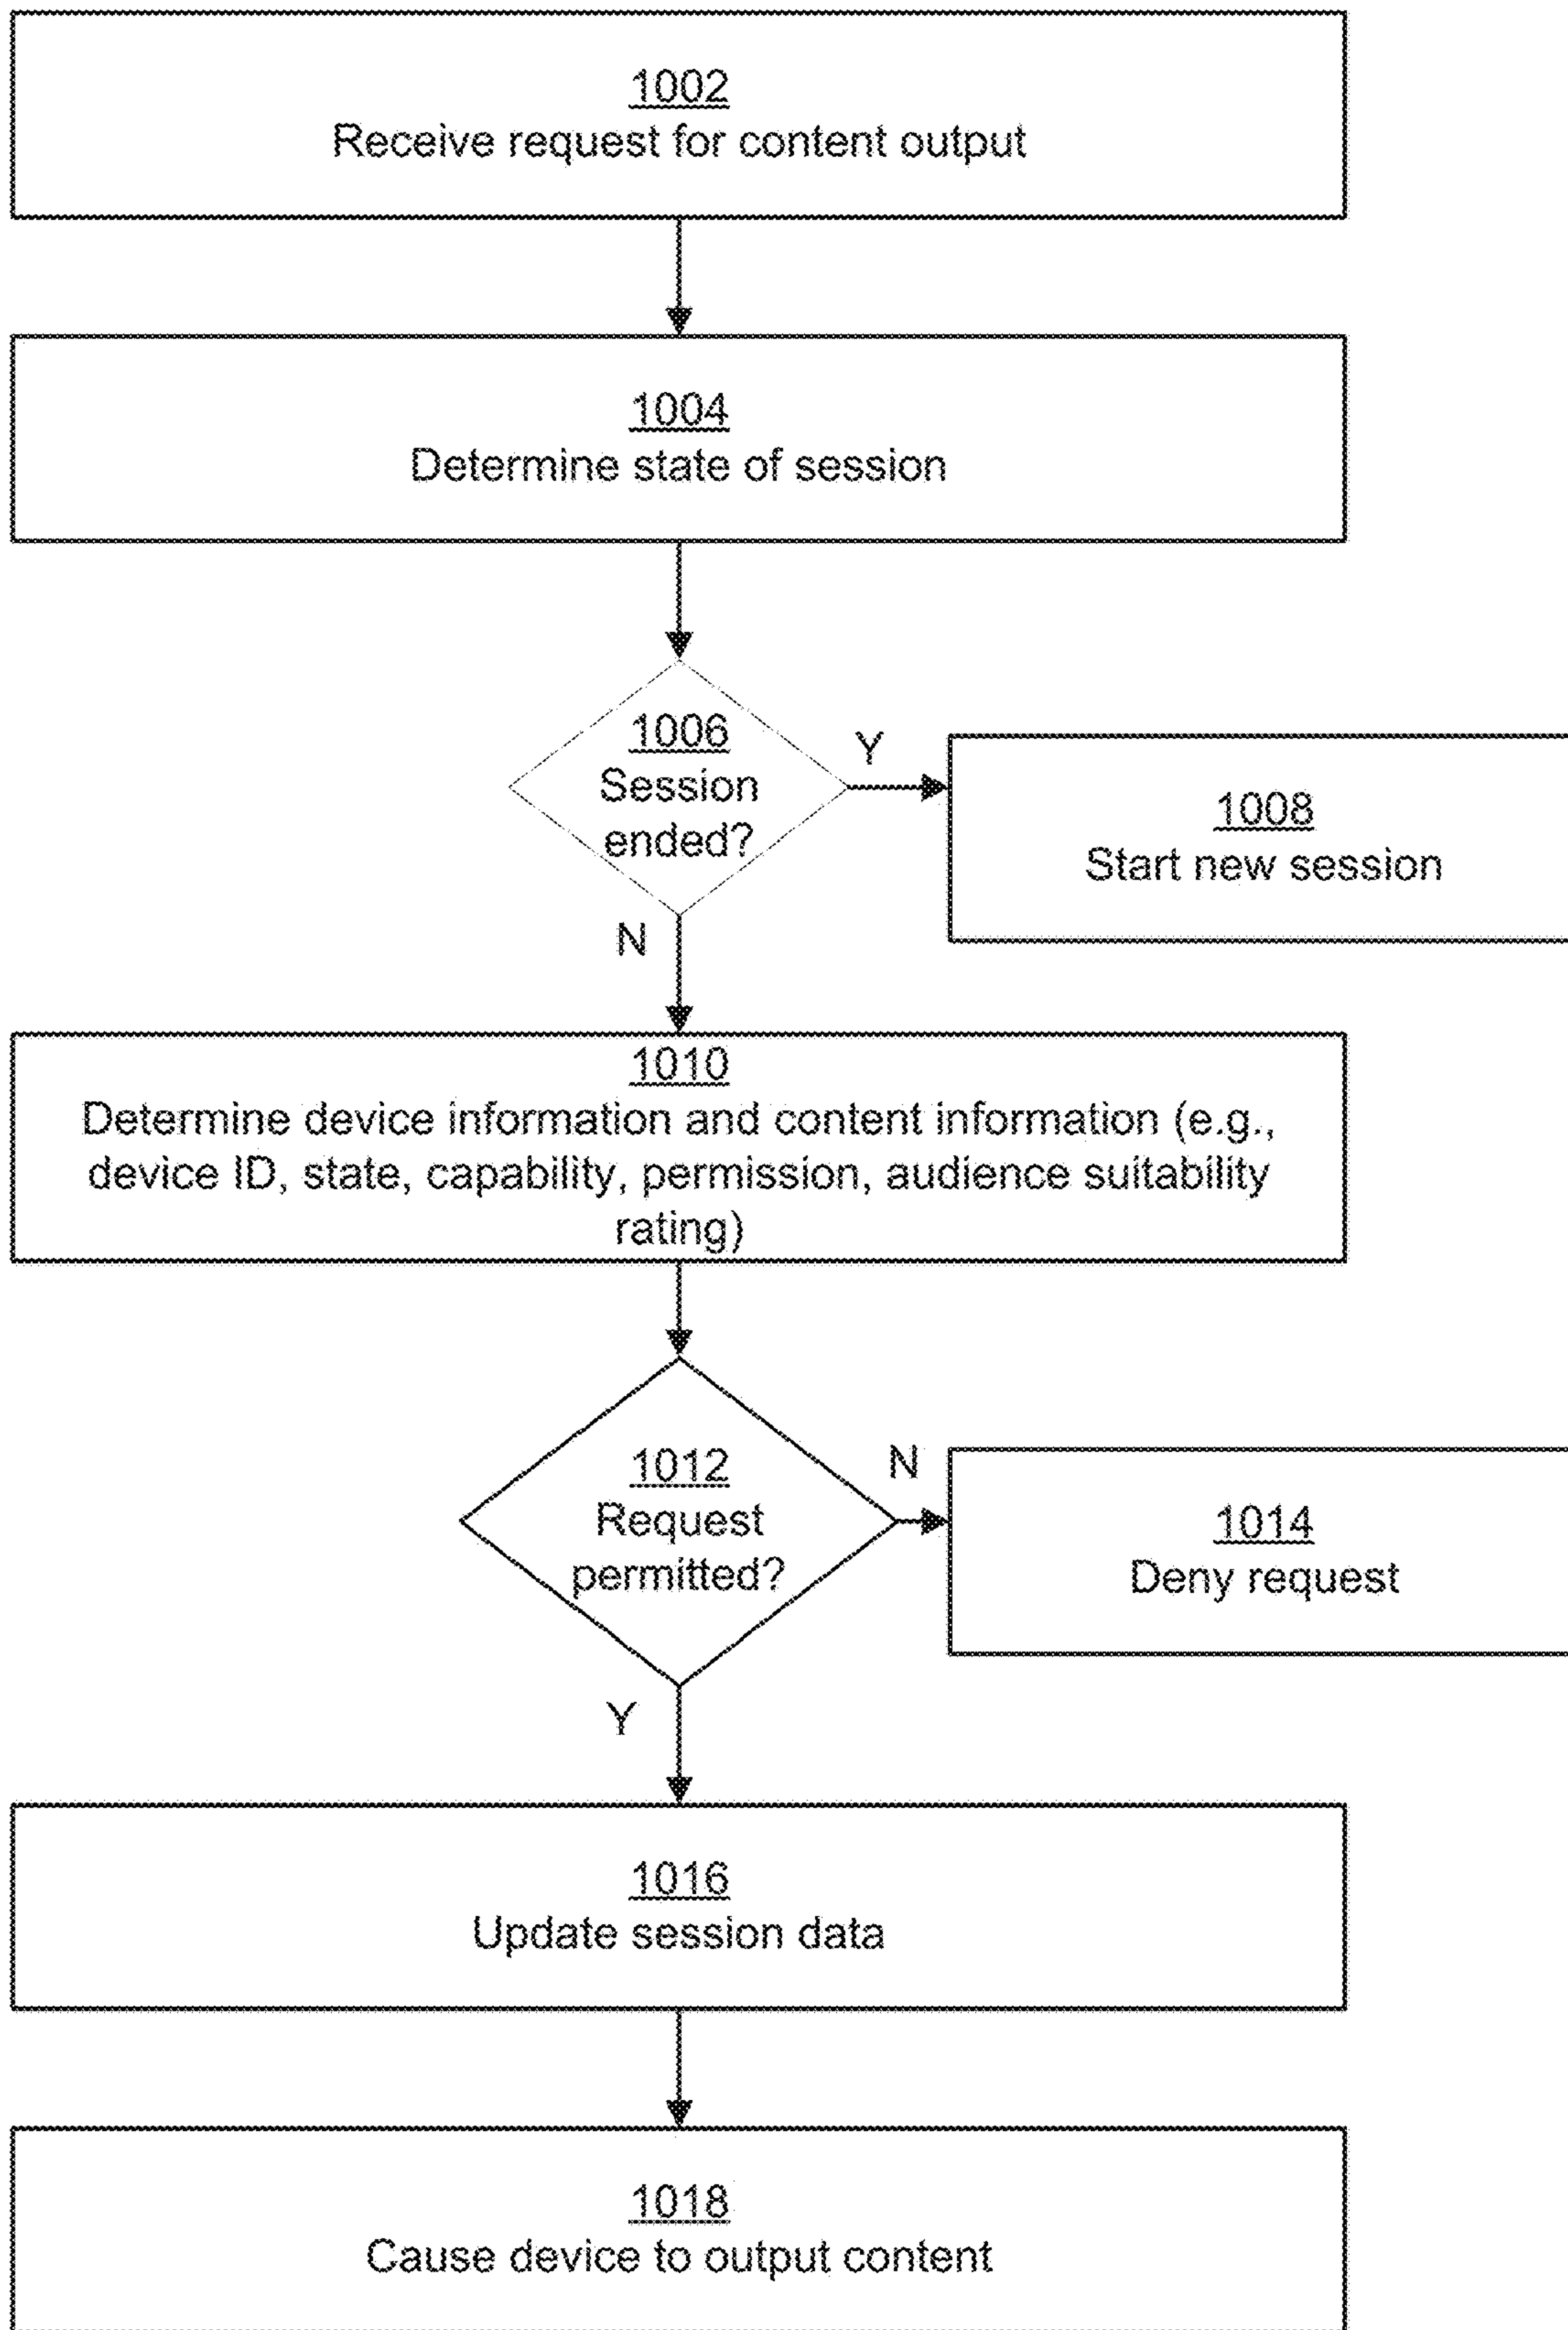 1002
Receive request for content output
1004
Determine state of session
1006
Session
ended?
Y
1008
Start new session
N
1010
Determine device information and content information (e.g.,
device ID, state, capability, permission, audience suitability
rating)
1012
Request
permitted?
N
1014
Deny request
Y
1016
Update session data
1018
Cause device to output content